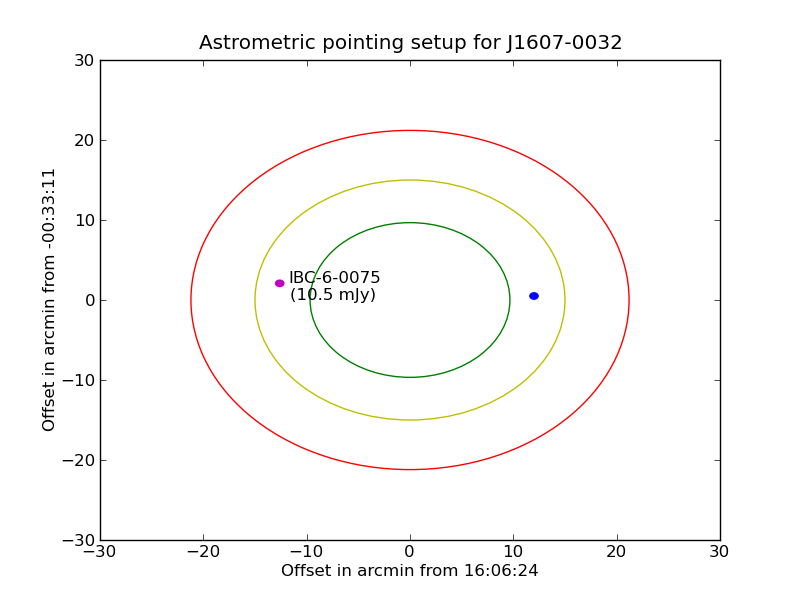 Astrometric pointing setup for J1607-0032
Offset in arcmin from -00:33:11
30
20
10
0
−10
−20
−30
IBC-6-0075
(10.5 mJy)
−30 −20 −10 0 10 20 30
Offset in arcmin from 16:06:24